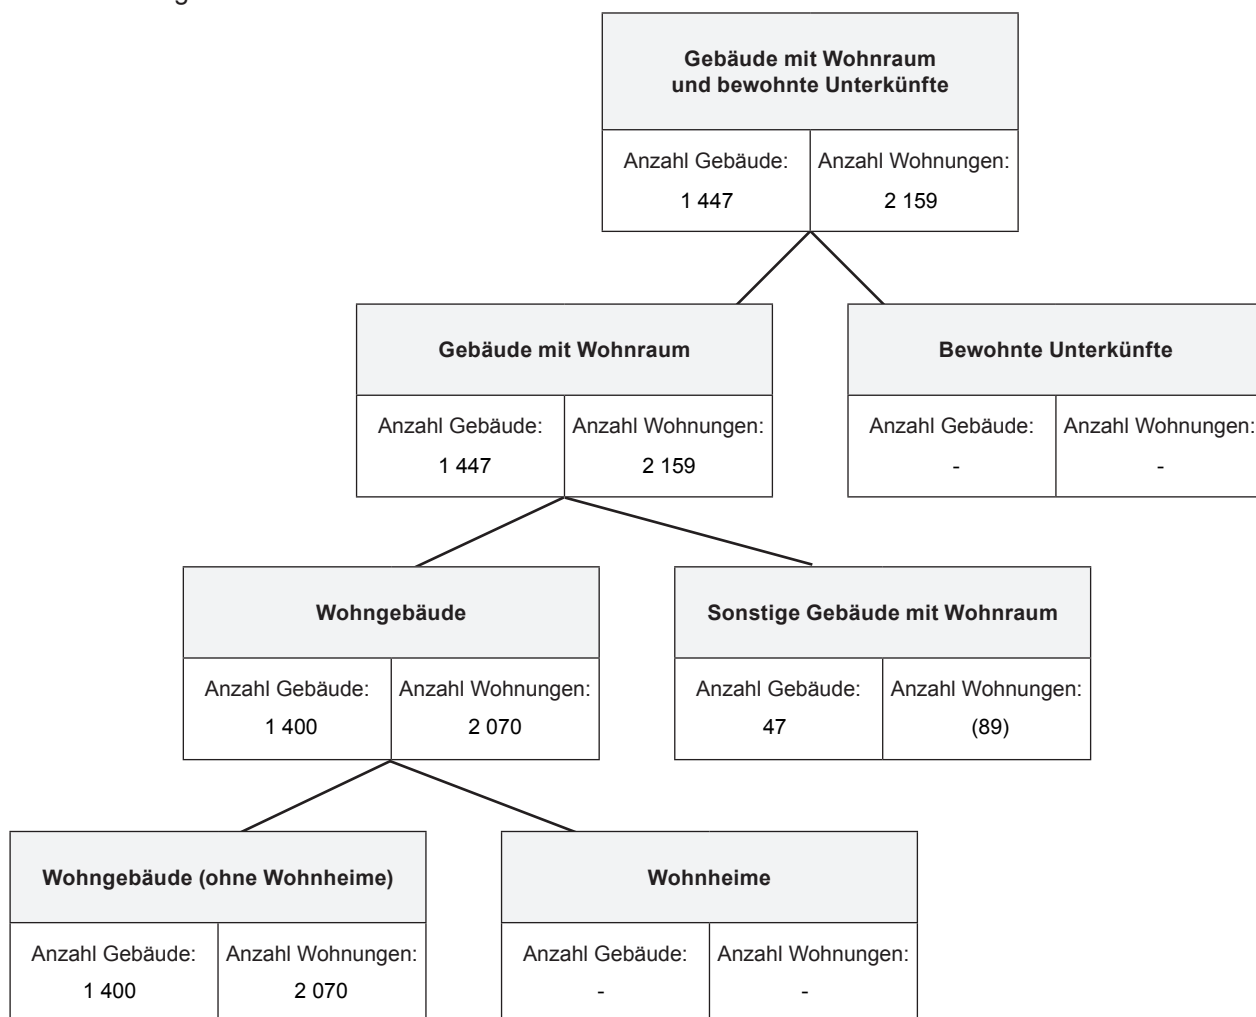 Gebäude mit Wohnraum
und bewohnte Unterkünfte
Anzahl Gebäude: Anzahl Wohnungen:
1 447 2 159
Gebäude mit Wohnraum Bewohnte Unterkünfte
Anzahl Gebäude: Anzahl Wohnungen: Anzahl Gebäude: Anzahl Wohnungen:
1 447 2 159 - -
Wohngebäude Sonstige Gebäude mit Wohnraum
Anzahl Gebäude: Anzahl Wohnungen: Anzahl Gebäude: Anzahl Wohnungen:
1 400 2 070 47 (89)
Wohngebäude (ohne Wohnheime) Wohnheime
Anzahl Gebäude: Anzahl Wohnungen: Anzahl Gebäude: Anzahl Wohnungen:
1 400 2 070 - -